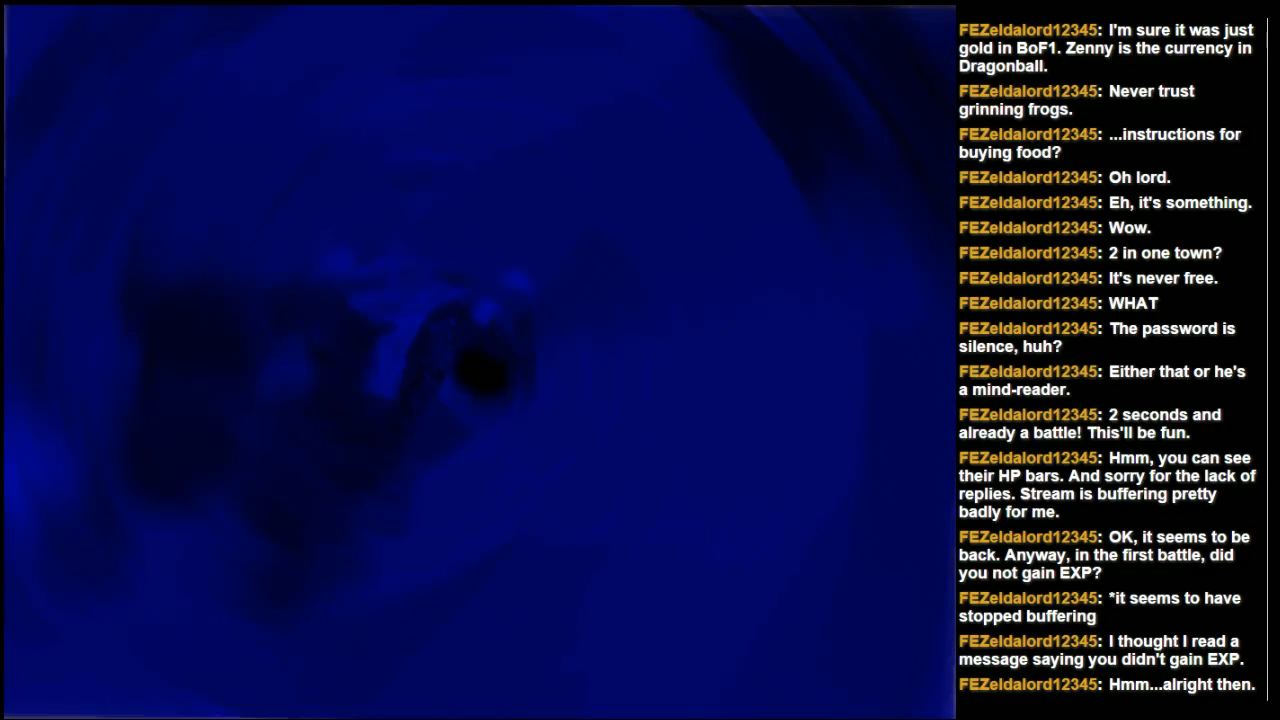 FEZeldalord12345: I'm sure it was just
gold in BoF1. Zenny is the currency in
Dragonball.
FEZeldalord12345: Never trust
grinning frogs.
FEZeldalord12345: ...instructions for
buying food?
FEZeldalord12345: Oh lord.
FEZeldalord12345: Eh, it's something.
FEZeldalord12345: Wow.
FEZeldalord12345: 2 in one town?
FEZeldalord12345: It's never free.
FEZeldalord12345: WHAT
FEZeldalord12345: The password is
silence, huh?
FEZeldalord12345: Either that or he's
a mind-reader.
FEZeldalord12345: 2 seconds and
already a battle! This'll be fun.
FEZeldalord12345: Hmm, you can see
their HP bars. And sorry for the lack of
replies. Stream is buffering pretty
badly for me.
FEZeldalord12345: OK, it seems to be
back. Anyway, in the first battle, did
you not gain EXP?
FEZeldalord12345: *it seems to have
stopped buffering
FEZeldalord12345: I thought I read a
message saying you didn't gain EXP.
FEZeldalord12345: Hmm...alright then.